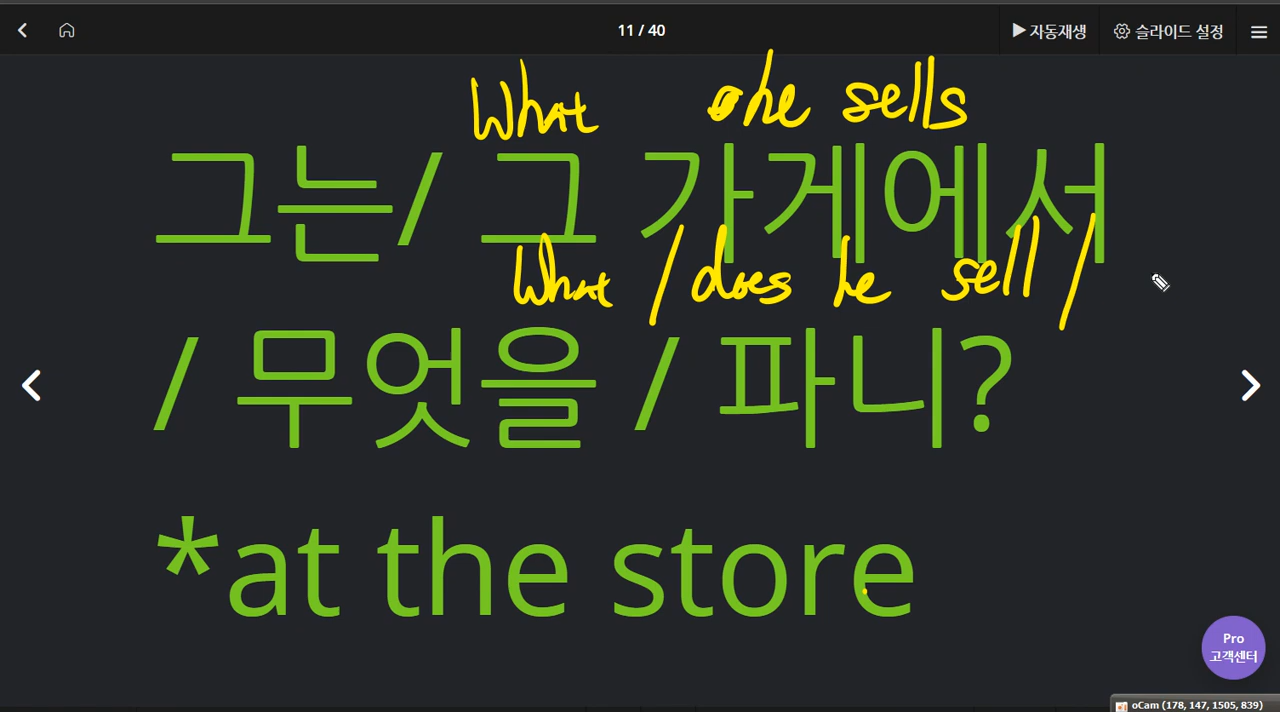 11 / 40
자동재생
슬라이드 설정
What he sells
그는/ 그 가게에서
What / does he sell /
/ 무엇을 / 파니?
*at the store
Pro
고객센터
oCam (178, 147, 1505, 839)